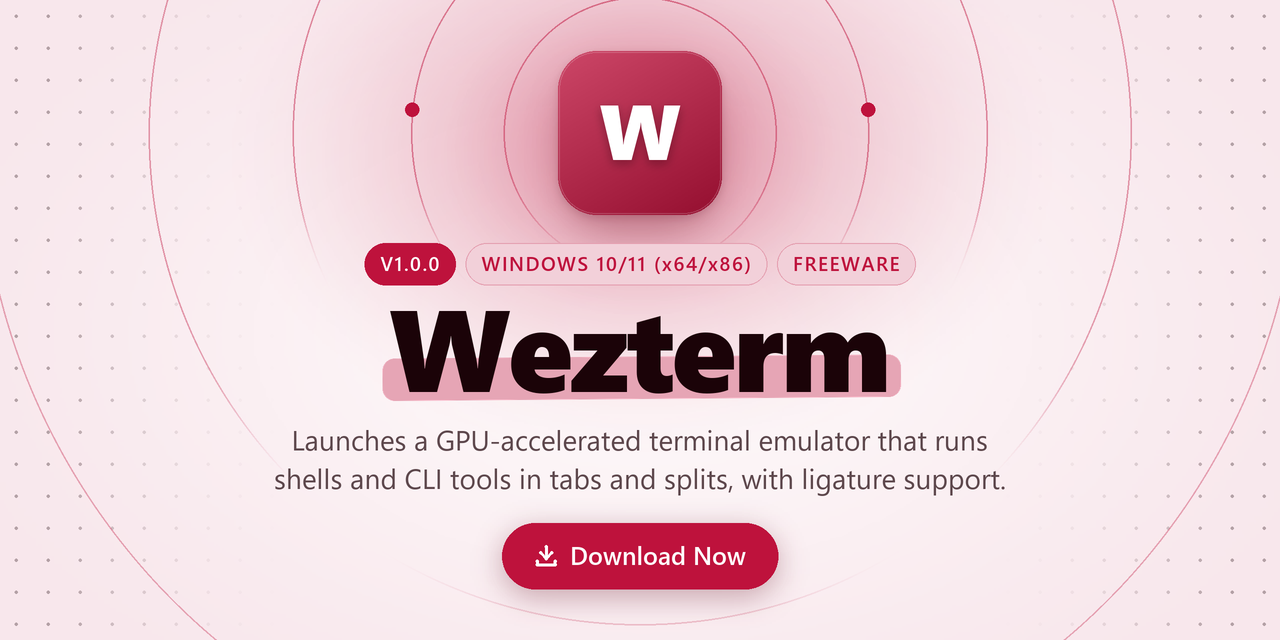 W
V1.0.0 WINDOWS 10/11 (x64/x86) FREEWARE
Wezterm
Launches a GPU-accelerated terminal emulator that runs
shells and CLI tools in tabs and splits, with ligature support.
Download Now